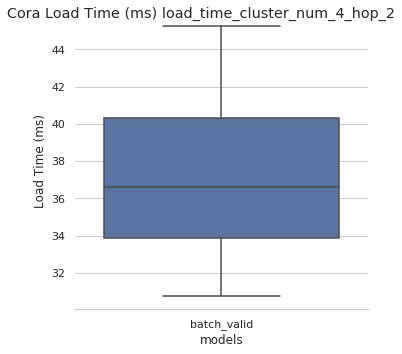 Cora Load Time (ms) load_time_cluster_num_4_hop_2
44
42
40
38
36
34
32
Load Time (ms)
batch_valid
models